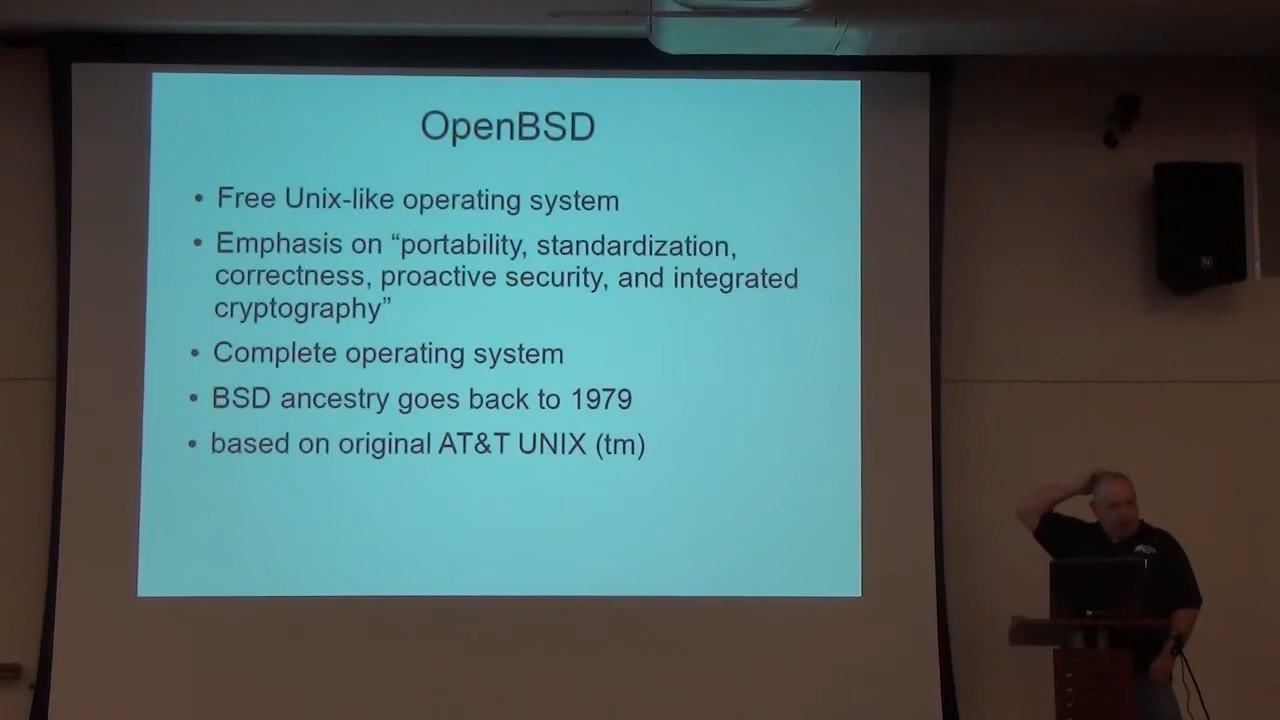 OpenBSD
• Free Unix-like operating system
• Emphasis on “portability, standardization,
correctness, proactive security, and integrated
cryptography”
• Complete operating system
• BSD ancestry goes back to 1979
• based on original AT&T UNIX (tm)